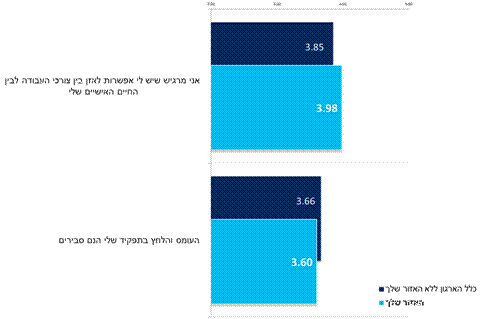 3.85
אני מרגיש שיש לי אפשרות לאזן בין צורכי העבודה לבין
החיים האישיים שלי
3.98
3.66
העומס והלחץ בתפקיד שלי הנם סבירים
3.60
כלל הארגון ללא האזור שלך
האזור שלך